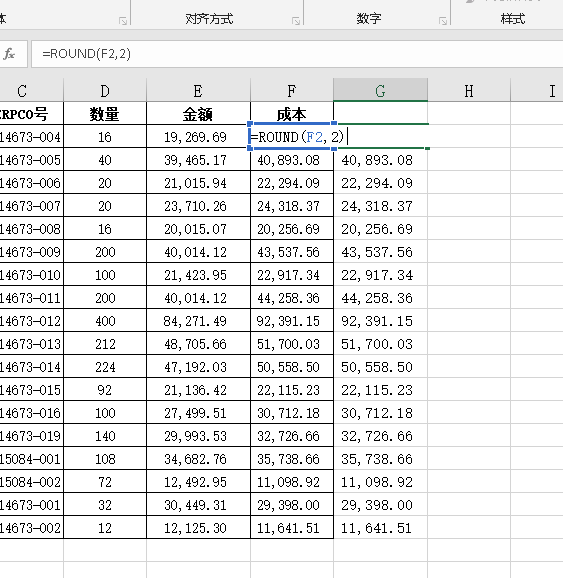 体 对齐方式 数字 样式
fx =ROUND(F2,2)
C D E F G H I
ERPCO号 数量 金额 成本
14673-004 16 19,269.69 =ROUND(F2,2)
14673-005 40 39,465.17 40,893.08 40,893.08
14673-006 20 21,015.94 22,294.09 22,294.09
14673-007 20 23,710.26 24,318.37 24,318.37
14673-008 16 20,015.07 20,256.69 20,256.69
14673-009 200 40,014.12 43,537.56 43,537.56
14673-010 100 21,423.95 22,917.34 22,917.34
14673-011 200 40,014.12 44,258.36 44,258.36
14673-012 400 84,271.49 92,391.15 92,391.15
14673-013 212 48,705.66 51,700.03 51,700.03
14673-014 224 47,192.03 50,558.50 50,558.50
14673-015 92 21,136.42 22,115.23 22,115.23
14673-016 100 27,499.51 30,712.18 30,712.18
14673-019 140 29,993.53 32,726.66 32,726.66
15084-001 108 34,682.76 35,738.66 35,738.66
15084-002 72 12,492.95 11,098.92 11,098.92
14673-001 32 30,449.31 29,398.00 29,398.00
14673-002 12 12,125.30 11,641.51 11,641.51